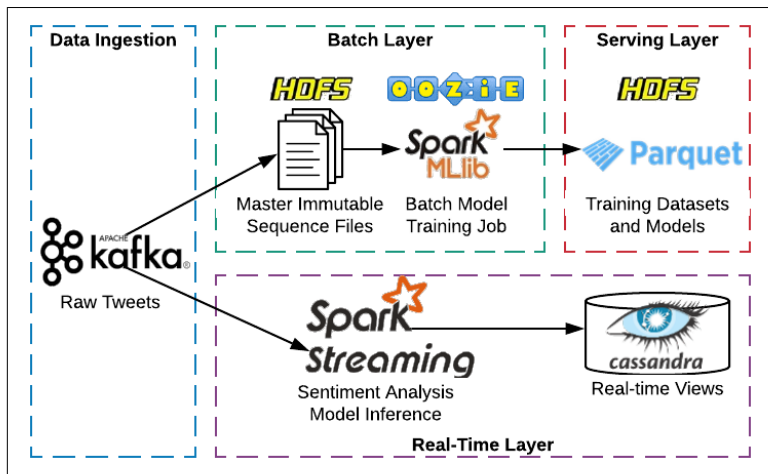 Data Ingestion
Batch Layer
Serving Layer
HDFS
OOZiE
HDFS
Spark
MLlib
Parquet
Master Immutable
Sequence Files
Batch Model
Training Job
Training Datasets
and Models
APACHE
kafka®
Raw Tweets
Spark
Streaming
cassandra
Sentiment Analysis
Model Inference
Real-time Views
Real-Time Layer